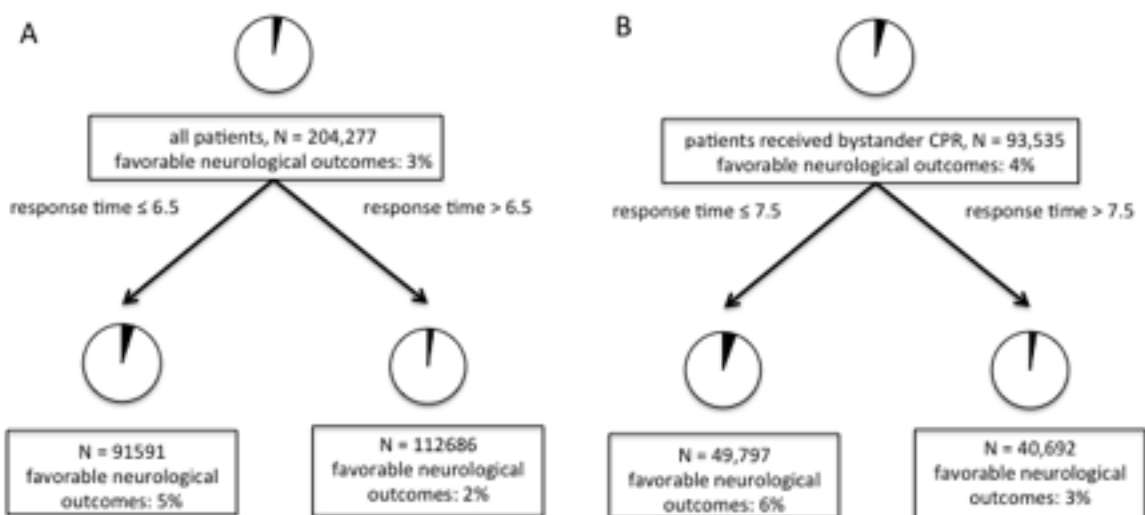 A
all patients, N = 204,277
favorable neurological outcomes: 3%
response time ≤ 6.5
response time > 6.5
N = 91591
favorable neurological
outcomes: 5%
N = 112686
favorable neurological
outcomes: 2%
B
patients received bystander CPR, N = 93,535
favorable neurological outcomes: 4%
response time ≤ 7.5
response time > 7.5
N = 49,797
favorable neurological
outcomes: 6%
N = 40,692
favorable neurological
outcomes: 3%